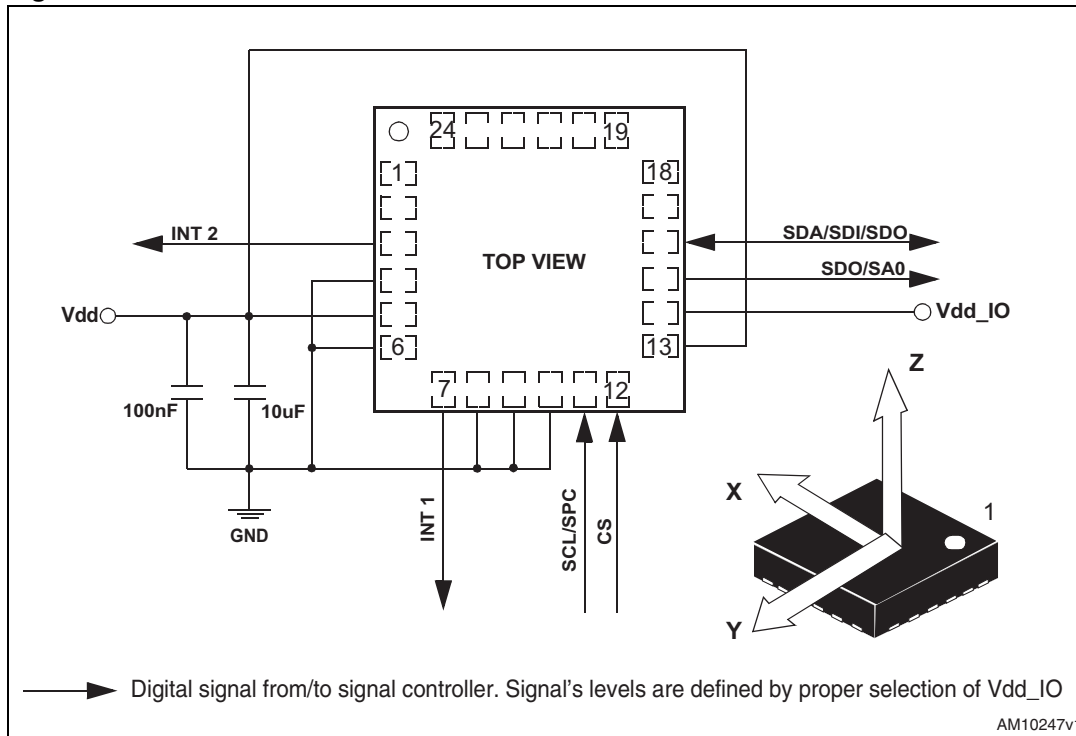 24
19
1
18
INT 2
SDA/SDI/SDO
TOP VIEW
SDO/SA0
Vdd
Vdd_IO
6
13
7
12
100nF
10uF
Z
X
1
GND
INT 1
SCL/SPC
CS
Y
Digital signal from/to signal controller. Signal's levels are defined by proper selection of Vdd_IO